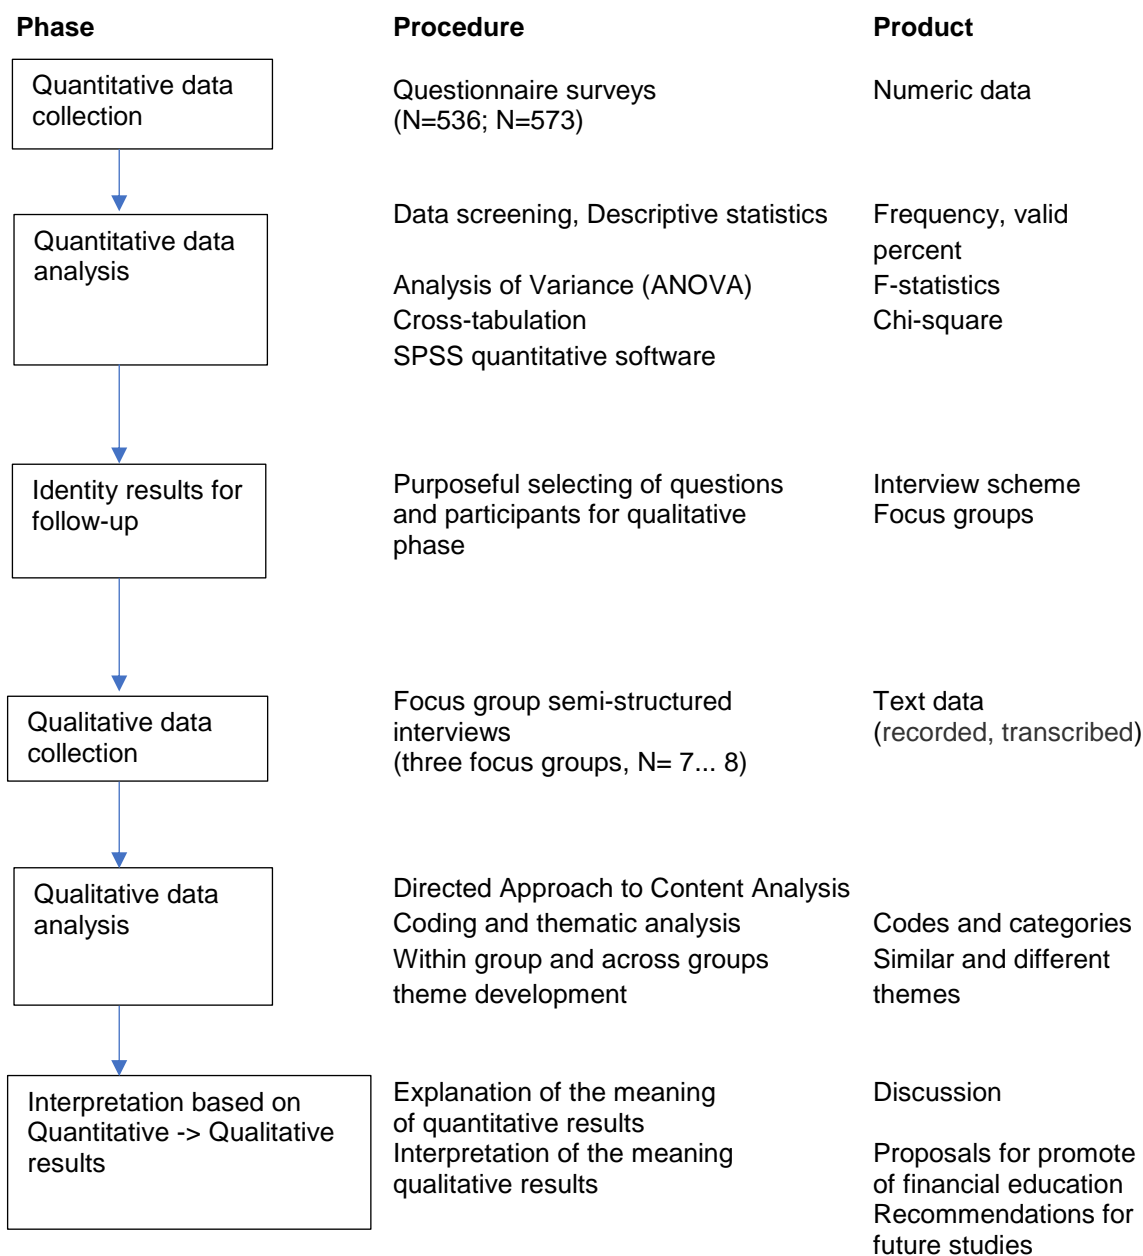 Phase Procedure Product
Quantitative data
collection
Questionnaire surveys
(N=536; N=573)
Numeric data
Quantitative data
analysis
Data screening, Descriptive statistics
Frequency, valid
percent
Analysis of Variance (ANOVA)
F-statistics
Cross-tabulation
Chi-square
SPSS quantitative software
Identity results for
follow-up
Purposeful selecting of questions
and participants for qualitative
phase
Interview scheme
Focus groups
Qualitative data
collection
Focus group semi-structured
interviews
(three focus groups, N= 7... 8)
Text data
(recorded, transcribed)
Qualitative data
analysis
Directed Approach to Content Analysis
Coding and thematic analysis
Codes and categories
Within group and across groups
theme development
Similar and different
themes
Interpretation based on
Quantitative -> Qualitative
results
Explanation of the meaning
of quantitative results
Interpretation of the meaning
qualitative results
Discussion
Proposals for promote
of financial education
Recommendations for
future studies